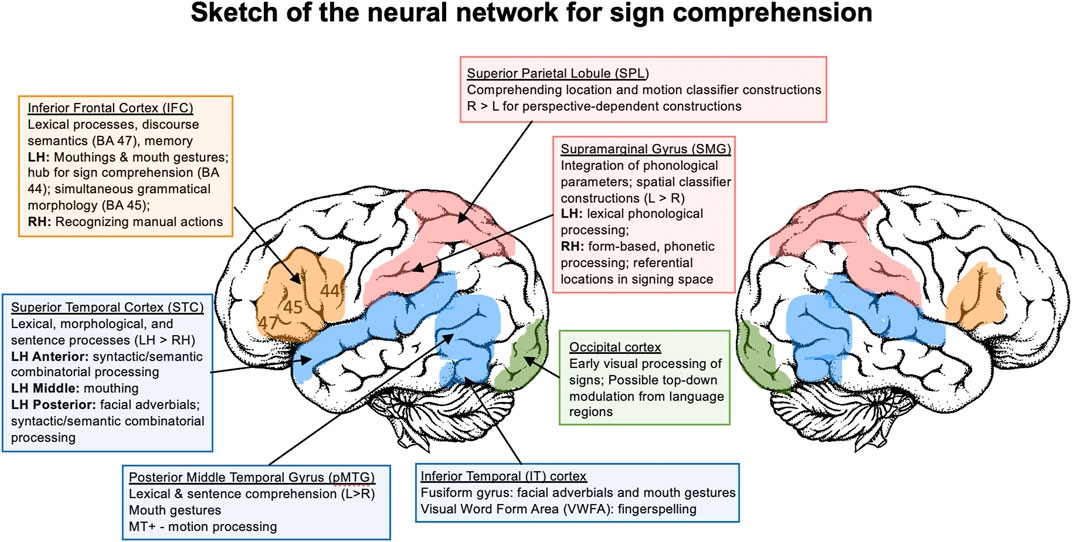 Sketch of the neural network for sign comprehension
Superior Parietal Lobule (SPL)
Comprehending location and motion classifier constructions
R > L for perspective-dependent constructions
Inferior Frontal Cortex (IFC)
Lexical processes, discourse
semantics (BA 47), memory
LH: Mouthings & mouth gestures;
hub for sign comprehension (BA
44); simultaneous grammatical
morphology (BA 45);
RH: Recognizing manual actions
Supramarginal Gyrus (SMG)
Integration of phonological
parameters; spatial classifier
constructions (L > R)
LH: lexical phonological
processing;
RH: form-based, phonetic
processing; referential
locations in signing space
44
45
47
Superior Temporal Cortex (STC)
Lexical, morphological, and
sentence processes (LH > RH)
LH Anterior: syntactic/semantic
combinatorial processing
LH Middle: mouthing
LH Posterior: facial adverbials;
syntactic/semantic combinatorial
processing
Occipital cortex
Early visual processing of
signs; Possible top-down
modulation from language
regions
Posterior Middle Temporal Gyrus (pMTG)
Lexical & sentence comprehension (L>R)
Mouth gestures
MT+ - motion processing
Inferior Temporal (IT) cortex
Fusiform gyrus: facial adverbials and mouth gestures
Visual Word Form Area (VWFA): fingerspelling